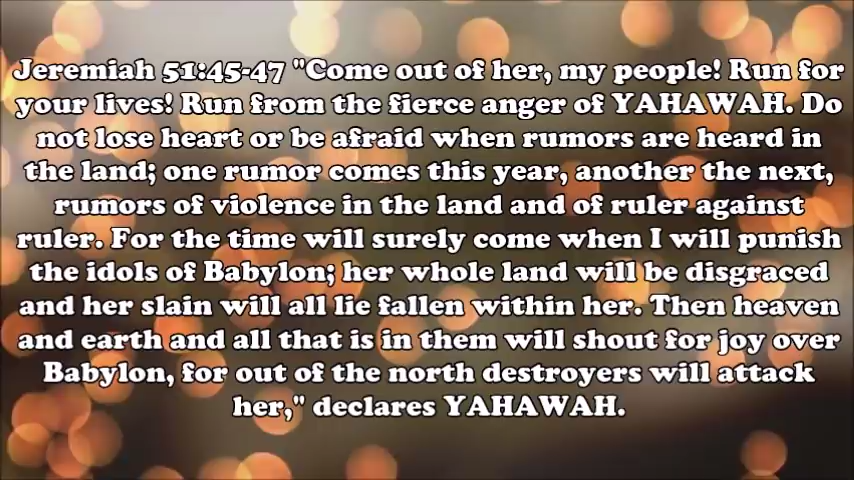 Jeremiah 51:45-47 "Come out of her, my people! Run for
your lives! Run from the fierce anger of YAHAWAH. Do
not lose heart or be afraid when rumors are heard in
the land; one rumor comes this year, another the next,
rumors of violence in the land and of ruler against
ruler. For the time will surely come when I will punish
the idols of Babylon; her whole land will be disgraced
and her slain will all lie fallen within her. Then heaven
and earth and all that is in them will shout for joy over
Babylon, for out of the north destroyers will attack
her," declares YAHAWAH.